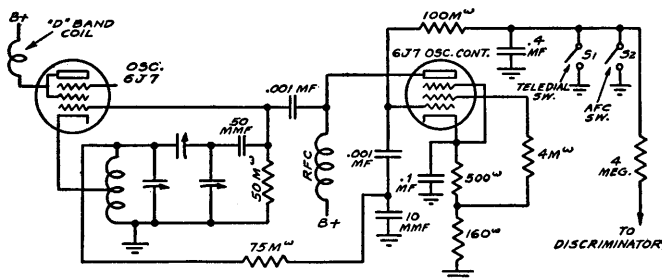 B+
"D" BAND
COIL
OSC.
6J7
.001 MF
50
MMF
50Mω
75Mω
RFC
B+
100Mω
6J7 OSC. CONT.
.4
MF
S1
S2
TELEDIAL
SW.
AFC
SW.
.001
MF
.1
MF
500ω
4Mω
10
MMF
160ω
4
MEG.
TO
DISCRIMINATOR